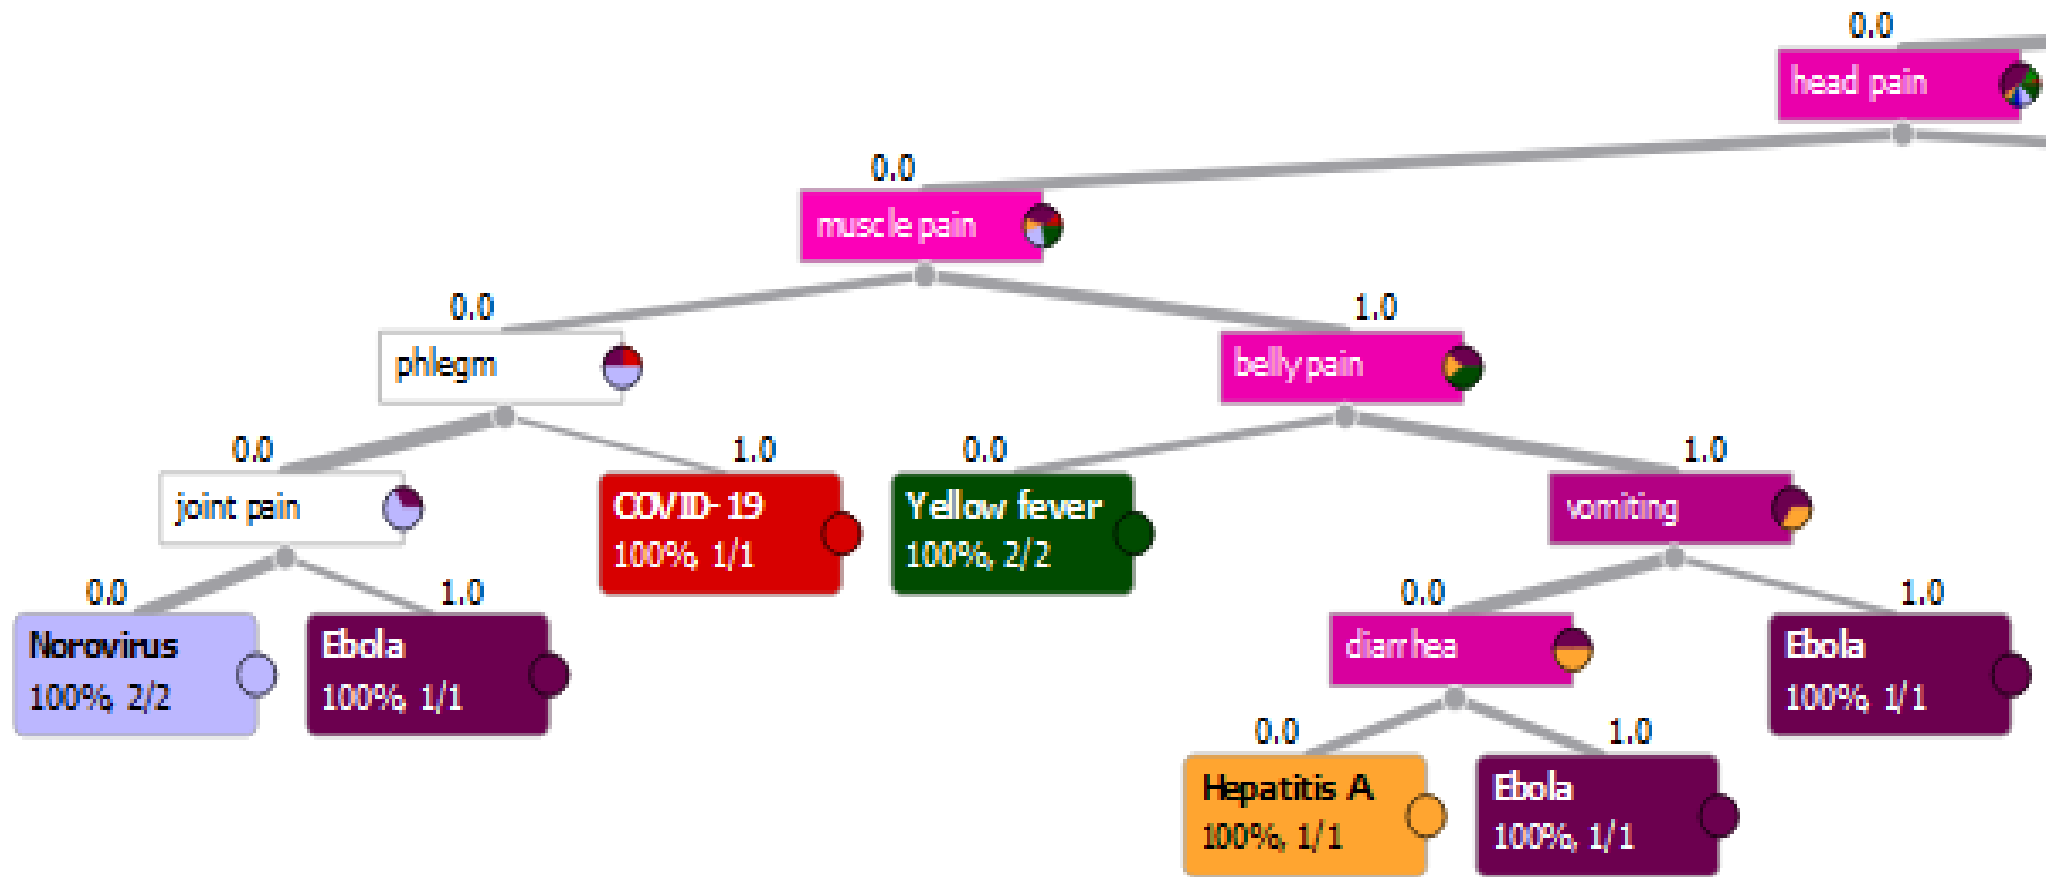 0.0
head pain
0.0
muscle pain
0.0
1.0
phlegm
belly pain
0.0
1.0
0.0
1.0
joint pain
COVID-19
100%, 1/1
Yellow fever
100%, 2/2
vomiting
0.0
1.0
0.0
1.0
Norovirus
100%, 2/2
Ebola
100%, 1/1
diarrhea
Ebola
100%, 1/1
0.0
1.0
Hepatitis A
100%, 1/1
Ebola
100%, 1/1